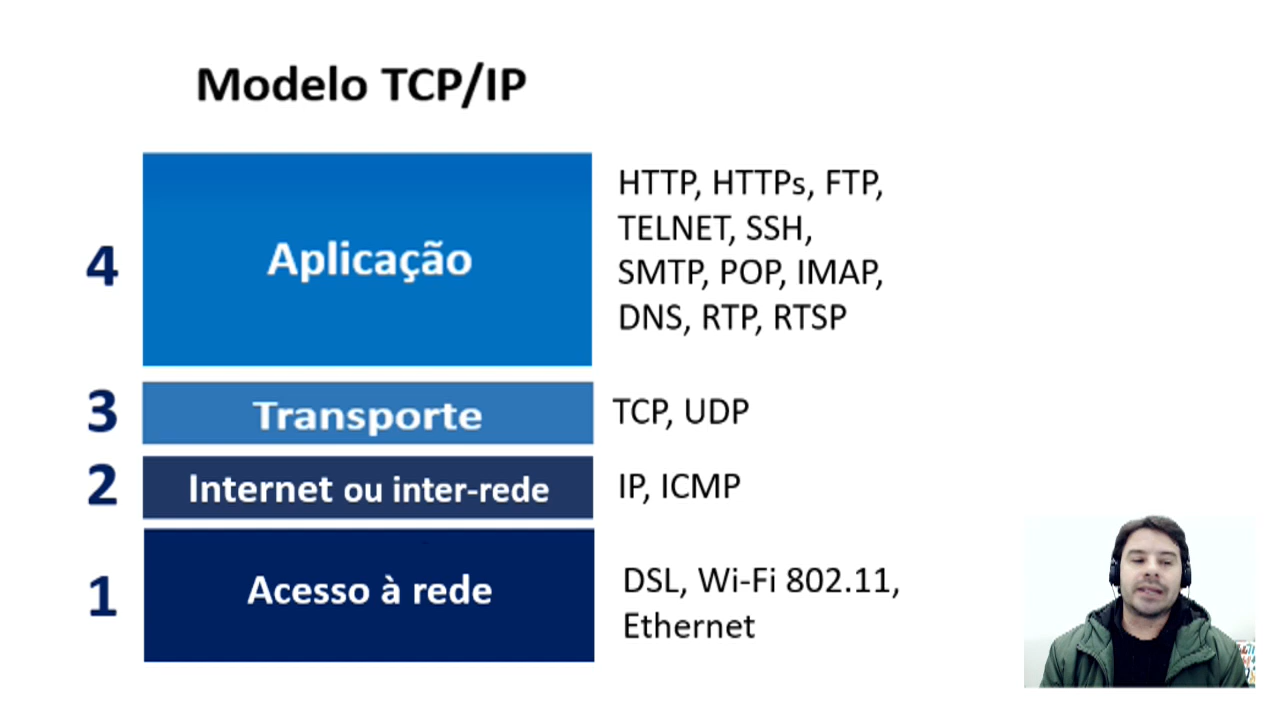 Modelo TCP/IP
4
Aplicação
HTTP, HTTPs, FTP,
TELNET, SSH,
SMTP, POP, IMAP,
DNS, RTP, RTSP
3
Transporte
TCP, UDP
2
Internet ou inter-rede
IP, ICMP
1
Acesso à rede
DSL, Wi-Fi 802.11,
Ethernet